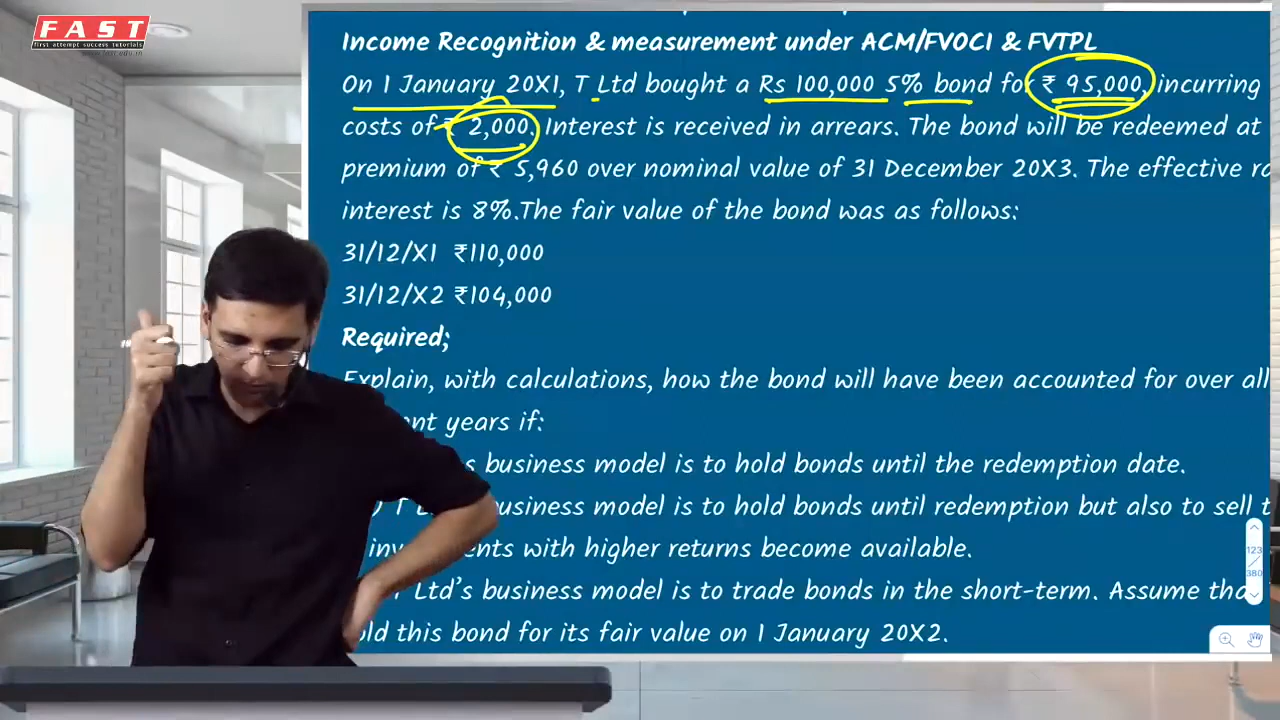 FAST
first attempt success tutorials
www.fast.edu.in
Income Recognition & measurement under ACM/FVOCI & FVTPL
On 1 January 20X1, T Ltd bought a Rs 100,000 5% bond for ₹ 95,000, incurring
costs of ₹ 2,000. Interest is received in arrears. The bond will be redeemed at
premium of ₹ 5,960 over nominal value of 31 December 20X3. The effective
interest is 8%.The fair value of the bond was as follows:
31/12/X1 ₹110,000
31/12/X2 ₹104,000
Required;
Explain, with calculations, how the bond will have been accounted for over all
years if:
business model is to hold bonds until the redemption date.
business model is to hold bonds until redemption but also to sell
with higher returns become available.
Ltd's business model is to trade bonds in the short-term. Assume
this bond for its fair value on 1 January 20X2.
123
380